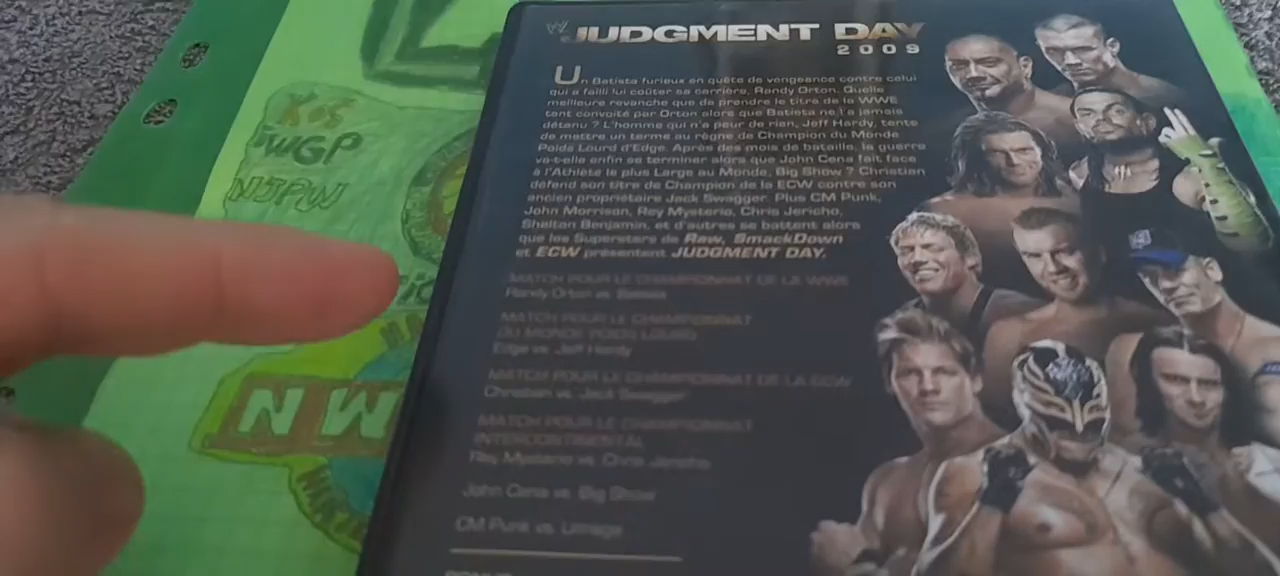 W JUDGMENT DAY
2009
Un Batista furieux en quête de vengeance contre celui
qui a failli lui coûter sa carrière, Randy Orton. Quelle
meilleure revanche que de prendre le titre de la WWE
tant convoité par Orton alors que Batista ne l'a jamais
détenu ? L'homme qui n'a peur de rien, Jeff Hardy, tente
de mettre un terme au règne de Champion du Monde
Poids Lourd d'Edge. Après des mois de bataille, la guerre
va-t-elle enfin se terminer alors que John Cena fait face
à l'Athlète le plus Large au Monde, Big Show ? Christian
défend son titre de Champion de la ECW contre son
ancien propriétaire Jack Swagger. Plus CM Punk,
John Morrison, Rey Mysterio, Chris Jericho,
Shelton Benjamin, et d'autres se battent alors
que les Superstars de Raw, SmackDown
et ECW présentent JUDGMENT DAY.
MATCH POUR LE CHAMPIONNAT DE LA WWE
Randy Orton vs. Batista
MATCH POUR LE CHAMPIONNAT
DU MONDE POIDS LOURD
Edge vs. Jeff Hardy
MATCH POUR LE CHAMPIONNAT DE LA ECW
Christian vs. Jack Swagger
MATCH POUR LE CHAMPIONNAT
INTERCONTINENTAL
Rey Mysterio vs. Chris Jericho
John Cena vs. Big Show
CM Punk vs. Umaga
IWGP
NJPW
NW